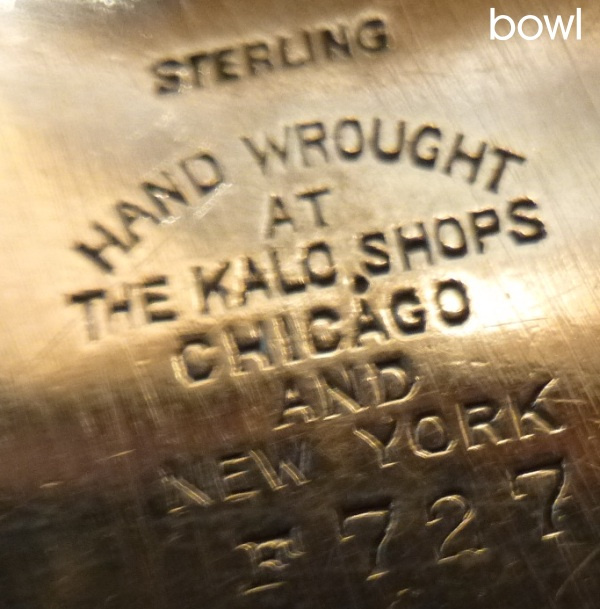 bowl
STERLING
HAND WROUGHT
AT
THE KALO SHOPS
CHICAGO
AND
NEW YORK
F 727